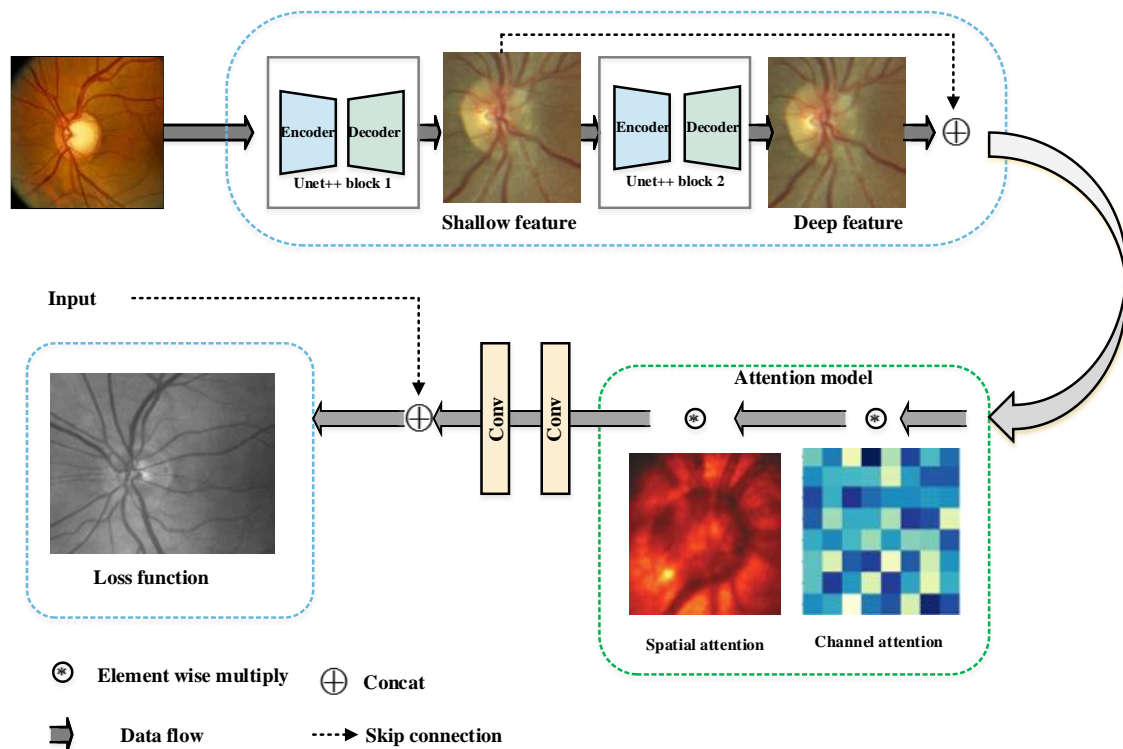 Encoder
Decoder
Unet++ block 1
Shallow feature
Encoder
Decoder
Unet++ block 2
Deep feature
Input
Conv
Conv
Attention model
Spatial attention
Channel attention
Loss function
Element wise multiply
Concat
Data flow
Skip connection